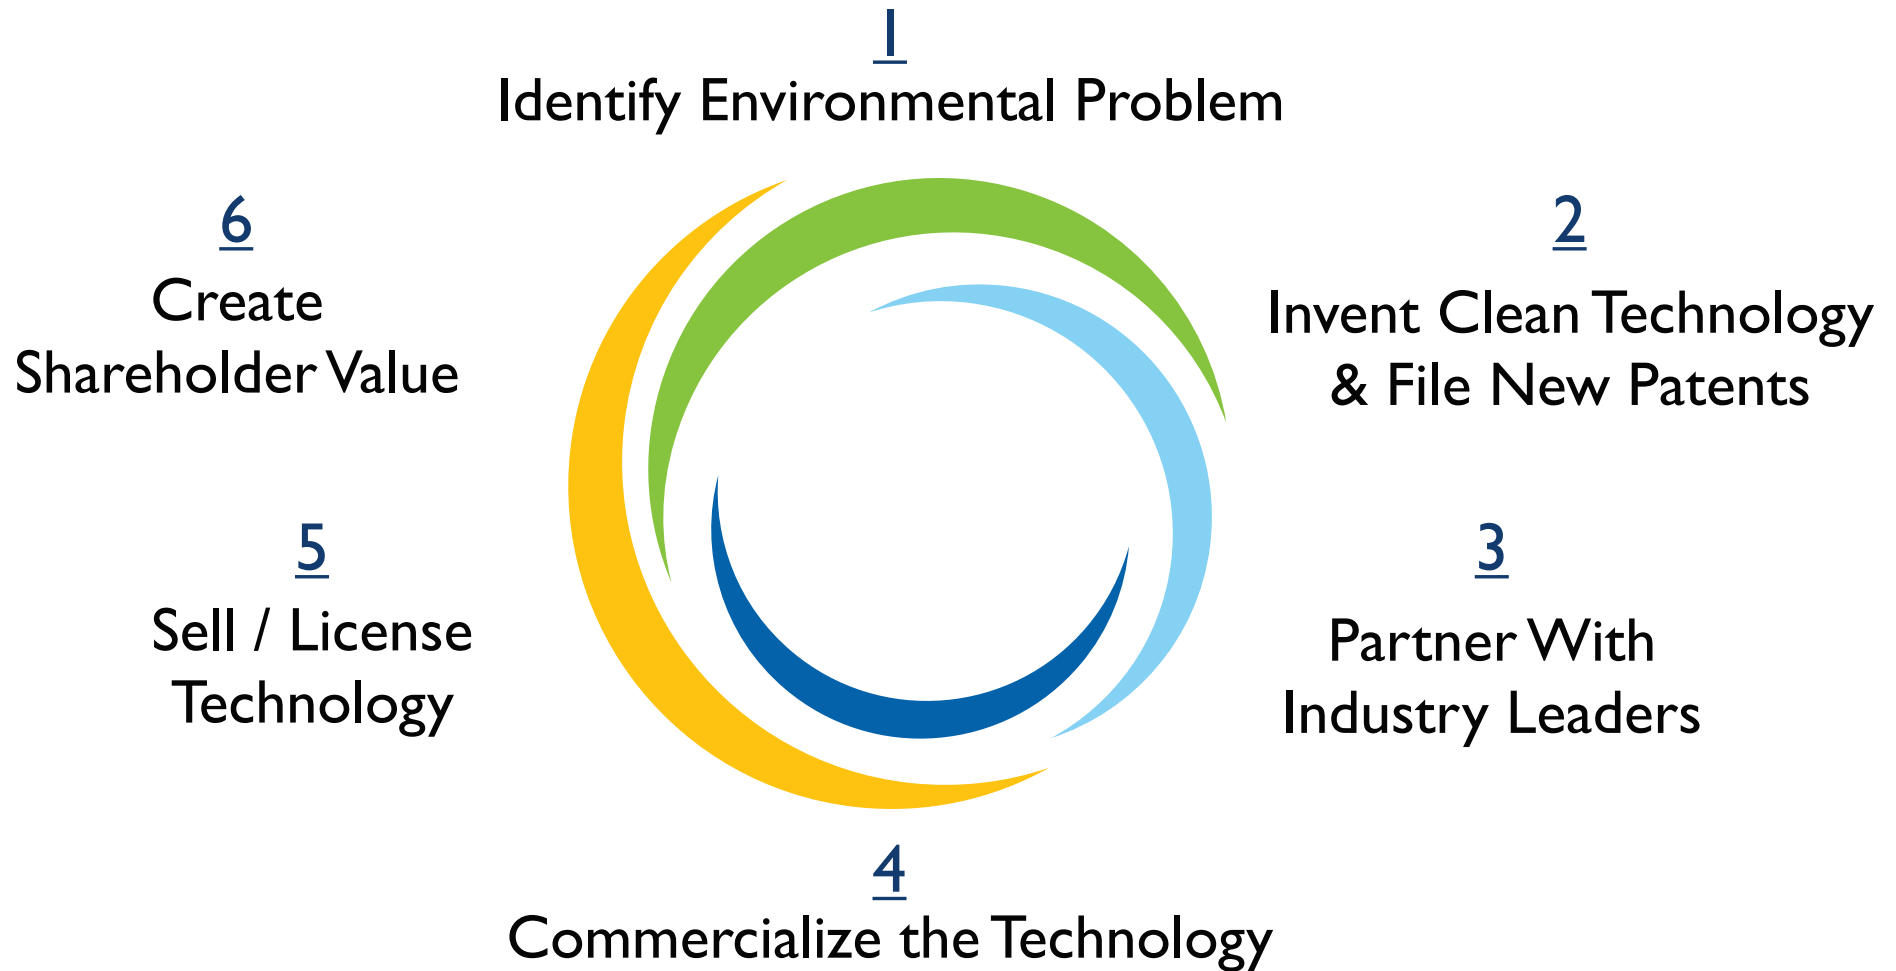 1
Identify Environmental Problem
2
Invent Clean Technology
& File New Patents
3
Partner With
Industry Leaders
4
Commercialize the Technology
5
Sell / License
Technology
6
Create
Shareholder Value